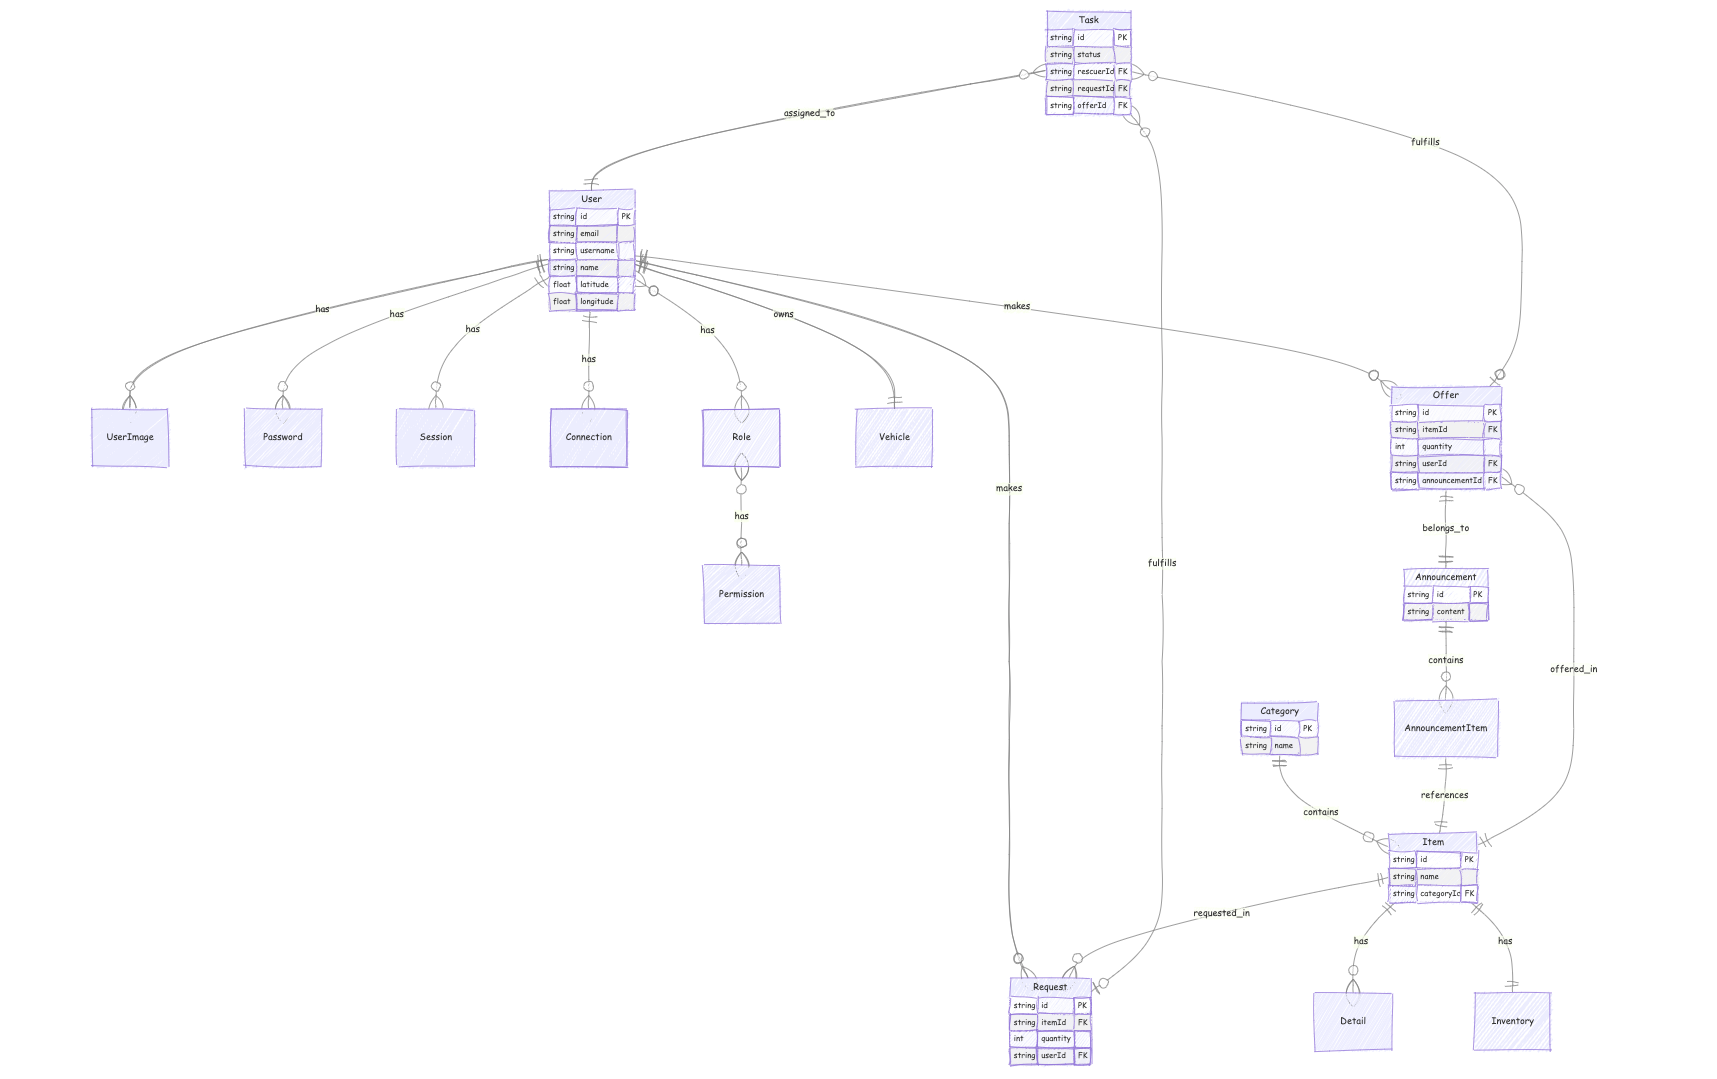 Task
string id PK
string status
string rescuerId FK
string requestId FK
string offerId FK
assigned_to
fulfills
User
string id PK
string email
string username
string name
float latitude
float longitude
has
has
has
has
has
owns
makes
makes
fulfills
UserImage
Password
Session
Connection
Role
Vehicle
has
Permission
Offer
string id PK
string itemId FK
int quantity
string userId FK
string announcementId FK
belongs_to
Announcement
string id PK
string content
contains
offered_in
Category
string id PK
string name
AnnouncementItem
contains
references
Item
string id PK
string name
string categoryId FK
requested_in
has
has
Request
string id PK
string itemId FK
int quantity
string userId FK
Detail
Inventory